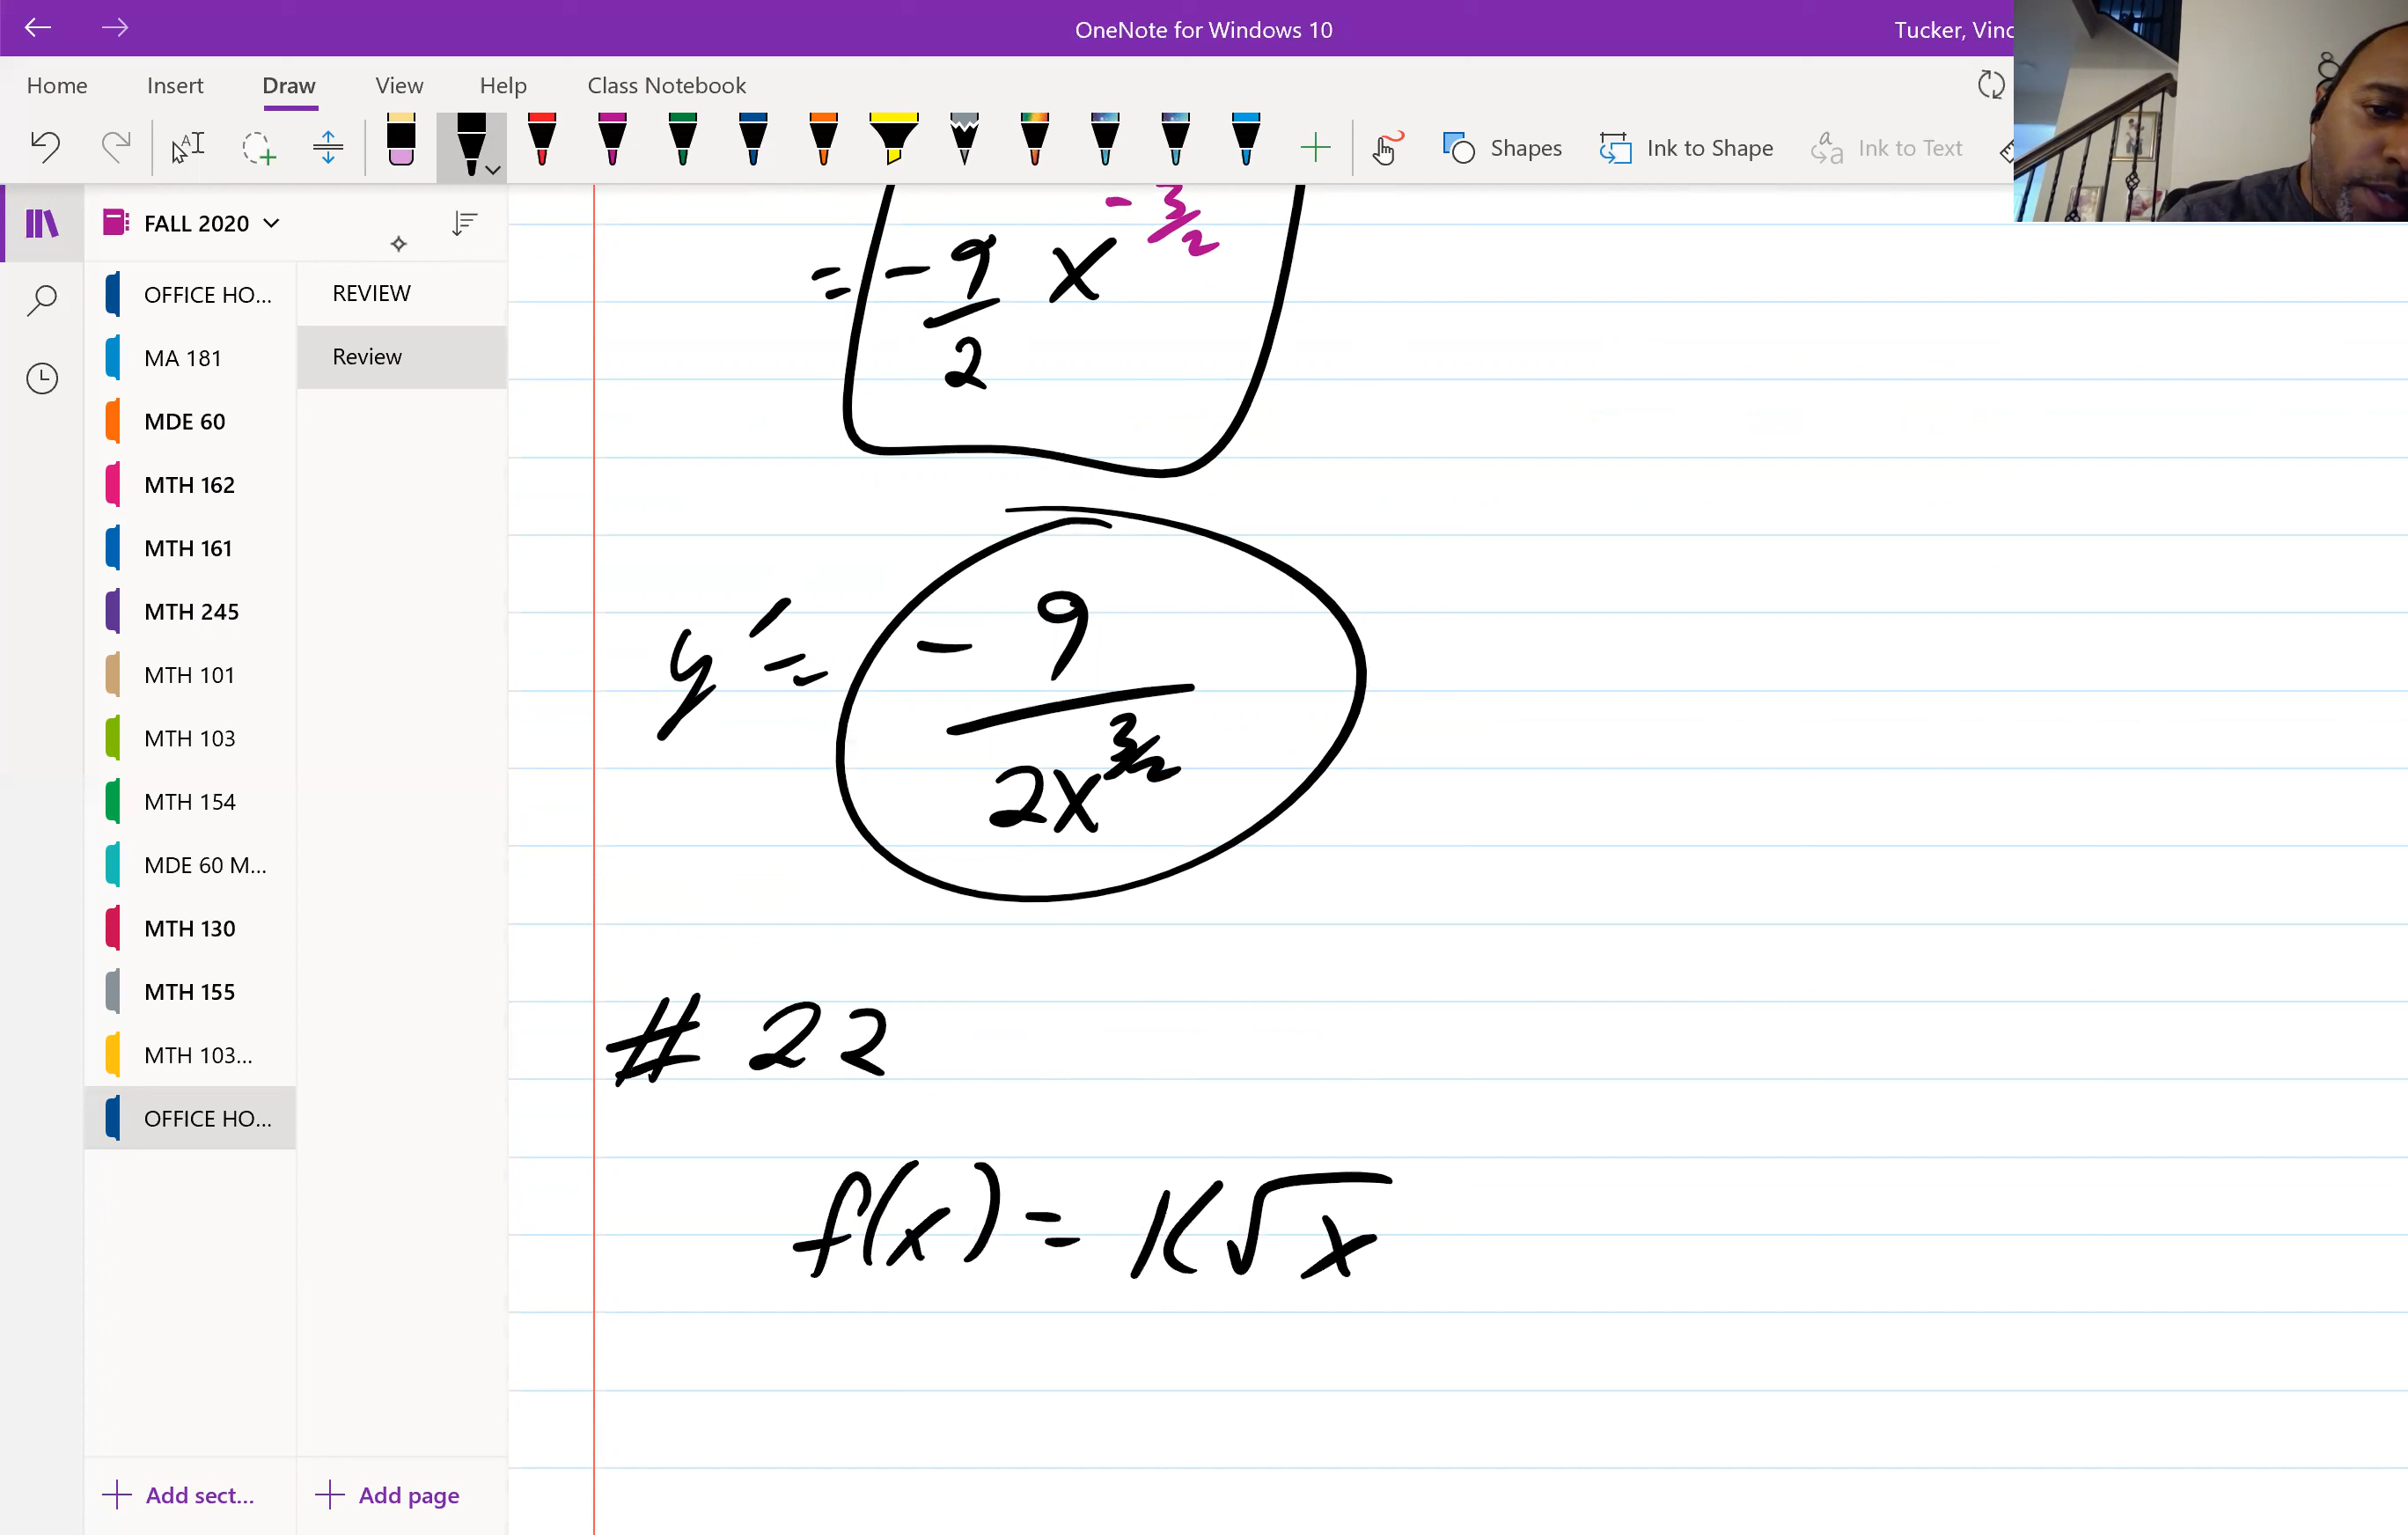 OneNote for Windows 10
Tucker, Vinc
Home Insert Draw View Help Class Notebook
Shapes Ink to Shape Ink to Text
FALL 2020
OFFICE HO...
MA 181
MDE 60
MTH 162
MTH 161
MTH 245
MTH 101
MTH 103
MTH 154
MDE 60 M...
MTH 130
MTH 155
MTH 103...
OFFICE HO...
Add sect...
REVIEW
Review
Add page
= -9/2 x^-3/2
y' = -9/2x^3/2
# 22
f(x) = K√x